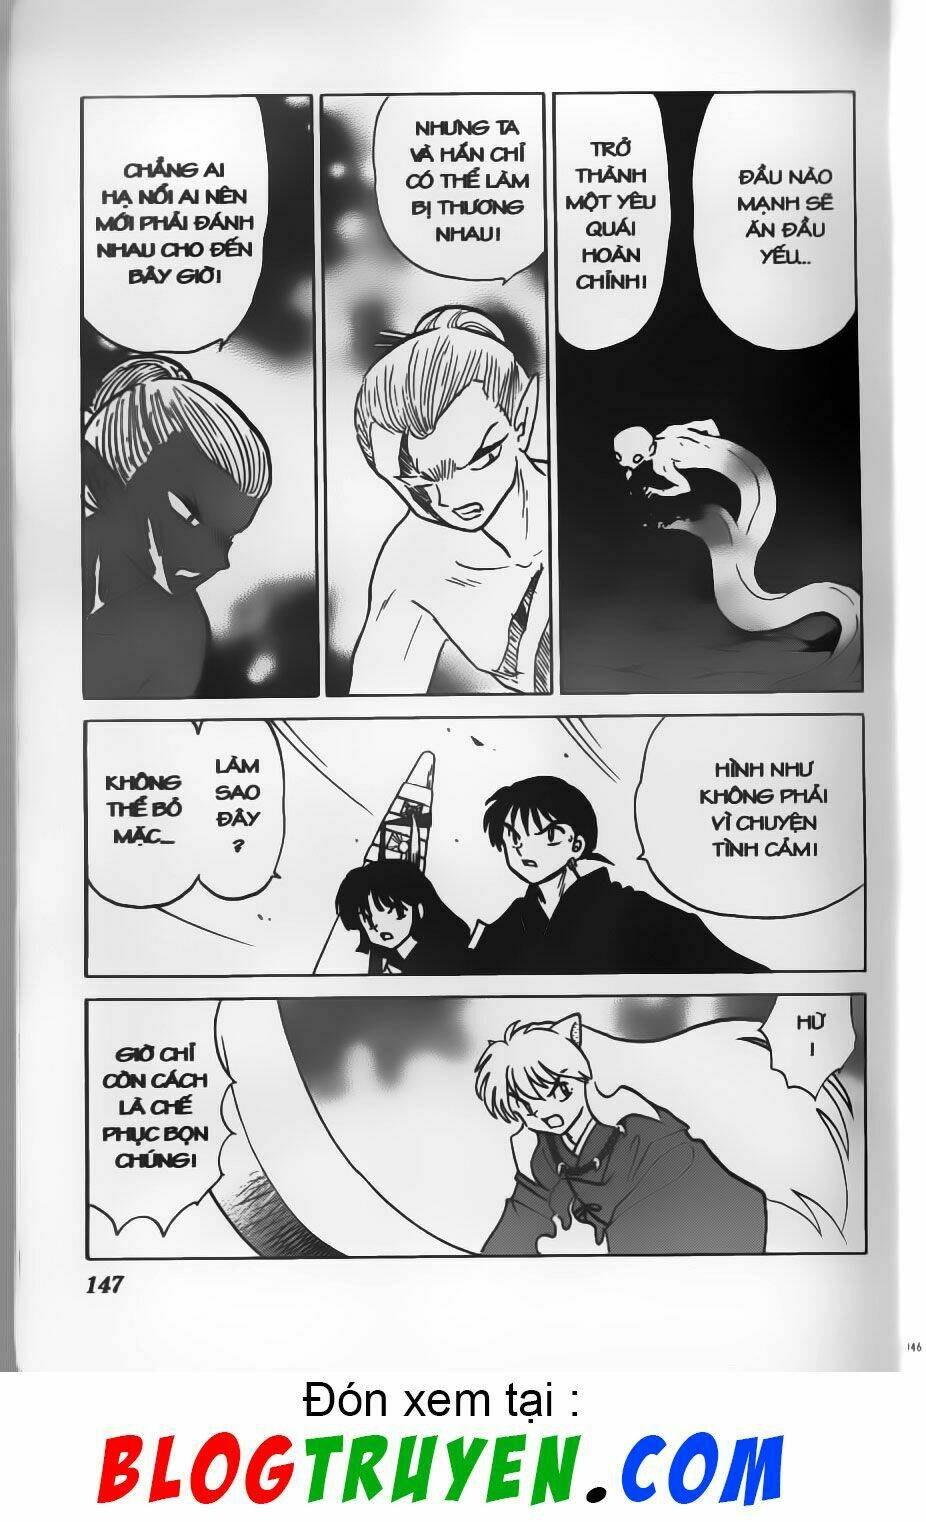 ĐẦU NÀO
MẠNH SẼ
ĂN ĐẦU
YẾU..
TRỞ
THÀNH
MỘT YÊU
QUÁI
HOÀN
CHỈNH!
NHƯNG TA
VÀ HẮN CHỈ
CÓ THỂ LÀM
BỊ THƯƠNG
NHAU!
CHẲNG AI
HẠ NỔI AI NÊN
MỚI PHẢI ĐÁNH
NHAU CHO ĐẾN
BÂY GIỜ!
HÌNH NHƯ
KHÔNG PHẢI
VÌ CHUYỆN
TÌNH CẢM!
LÀM
SAO
ĐÂY
?
KHÔNG
THỂ BỎ
MẶC...
HỪ
!
GIỜ CHỈ
CÒN CÁCH
LÀ CHẾ
PHỤC BỌN
CHÚNG!
147
146
Đón xem tại :
BLOGTRUYEN.COM